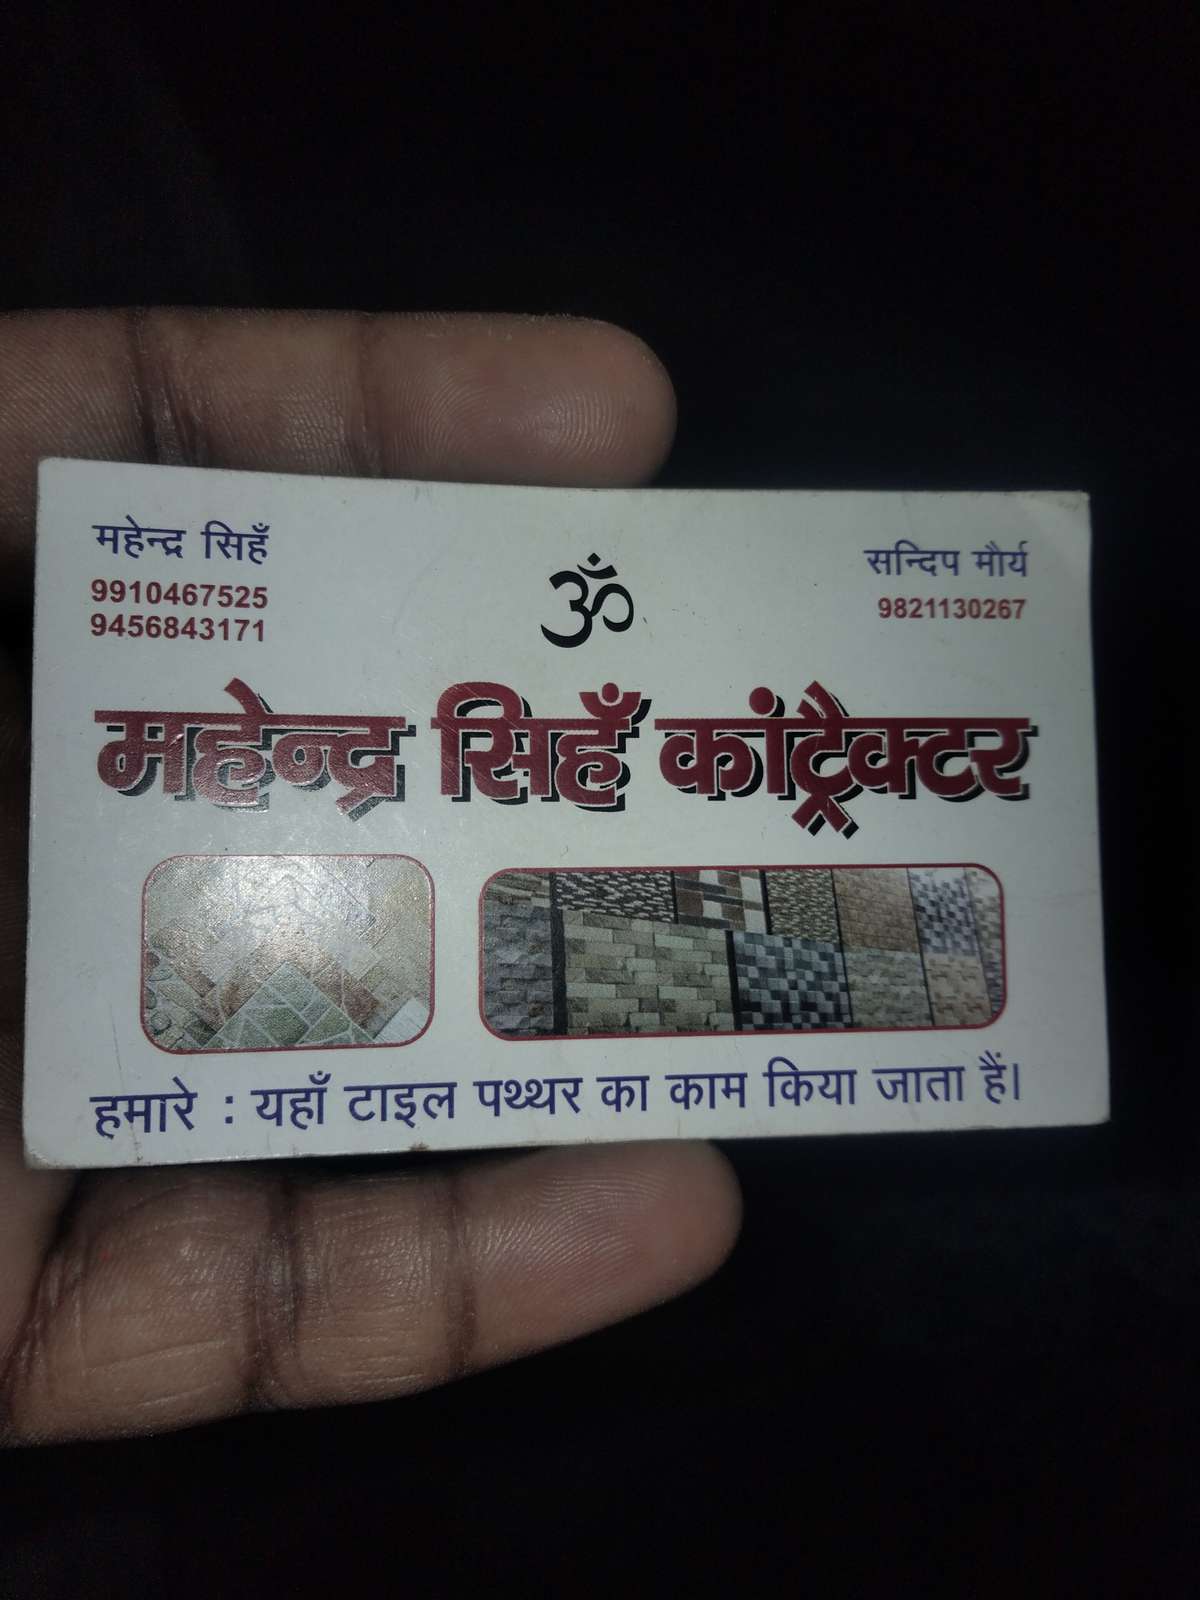 महेन्द्र सिहँ
9910467525
9456843171
ॐ
सन्दिप मौर्य
9821130267
महेन्द्र सिहँ कांट्रैक्टर
हमारे : यहाँ टाइल पथ्थर का काम किया जाता हैं।